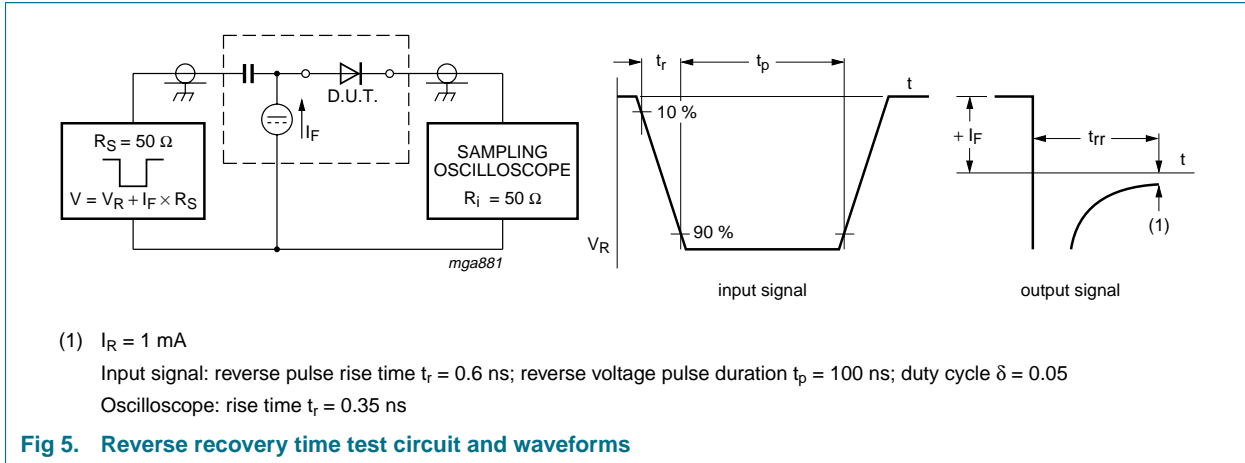 D.U.T.
I_F
R_S = 50 Ω
V = V_R + I_F × R_S
SAMPLING
OSCILLOSCOPE
R_i = 50 Ω
mga881
t_r
t_p
t
10 %
90 %
V_R
input signal
+ I_F
t_rr
t
(1)
output signal
(1) I_R = 1 mA
Input signal: reverse pulse rise time t_r = 0.6 ns; reverse voltage pulse duration t_p = 100 ns; duty cycle δ = 0.05
Oscilloscope: rise time t_r = 0.35 ns
Fig 5. Reverse recovery time test circuit and waveforms